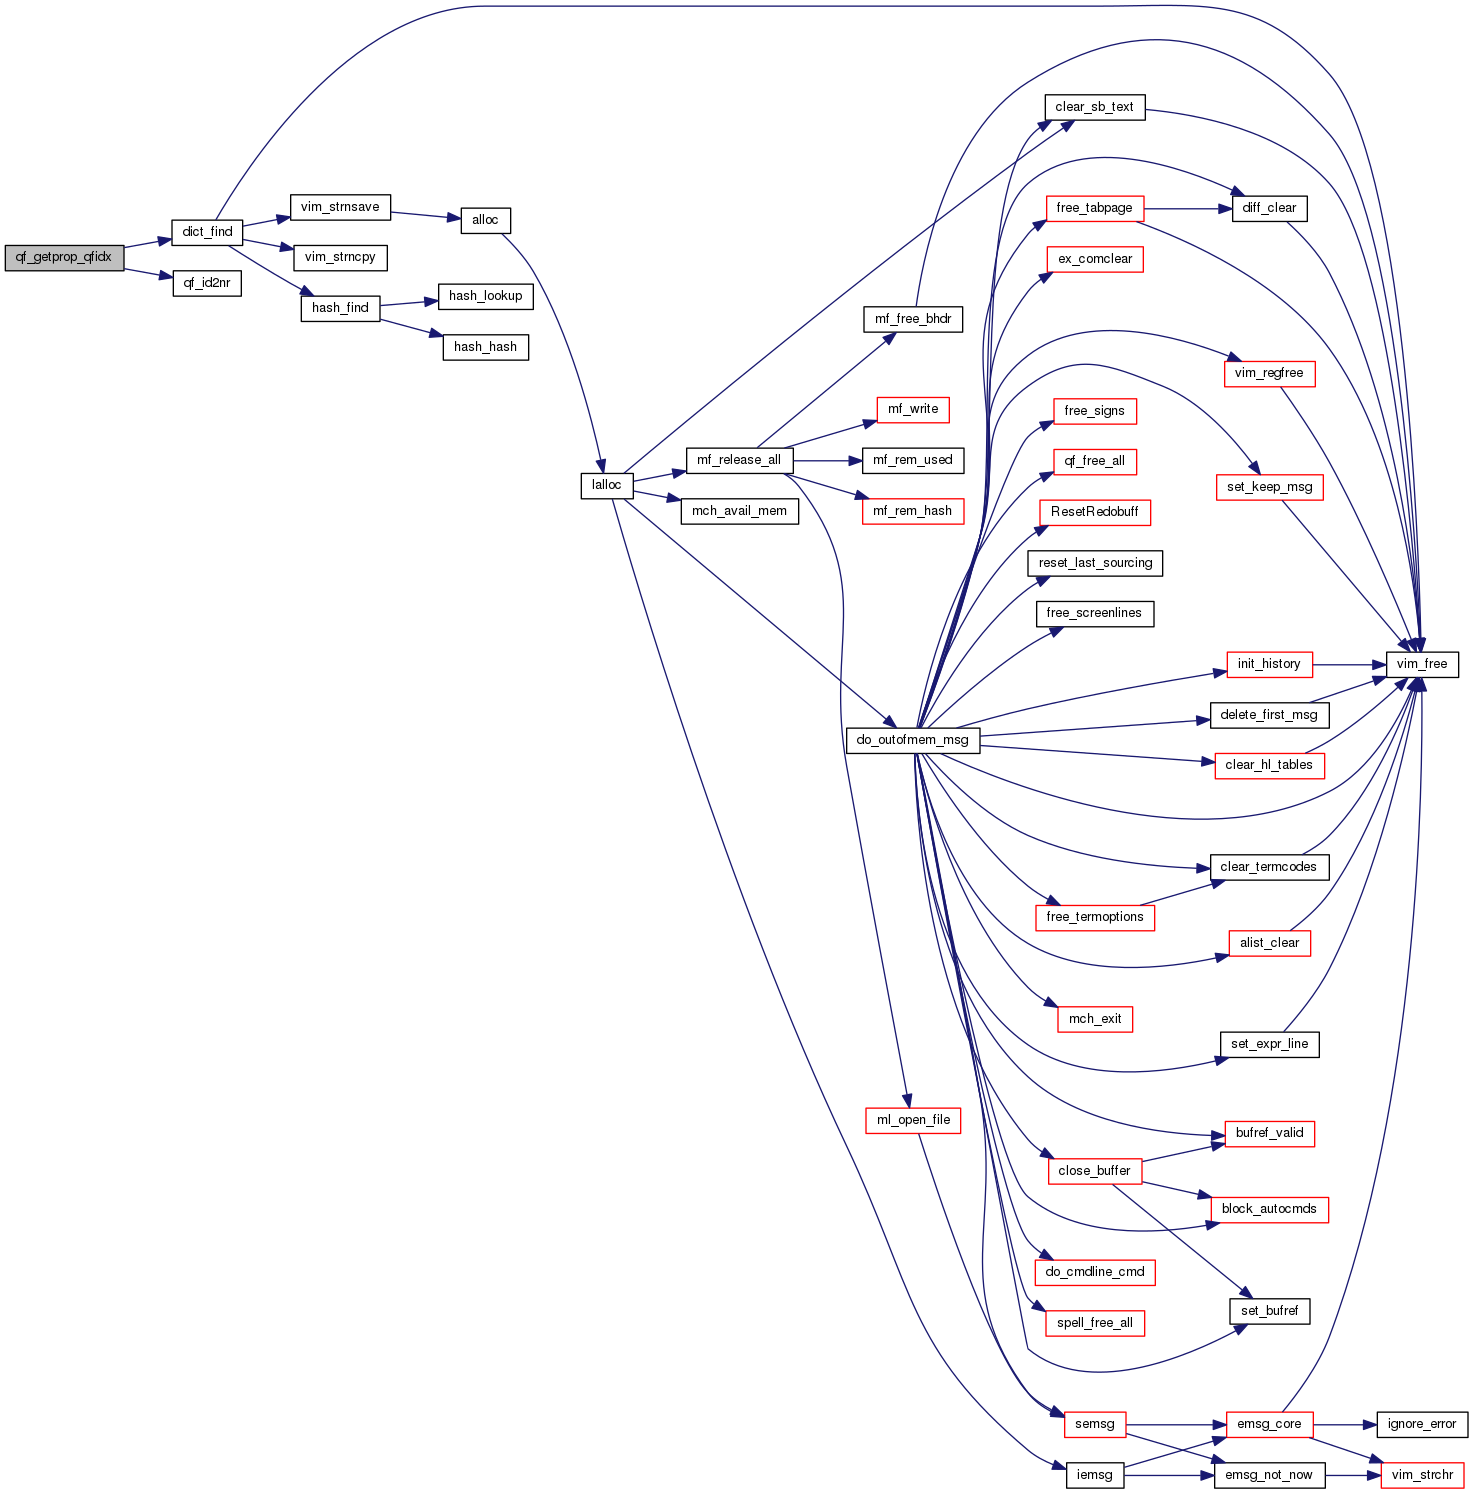 qf_getprop_qfidx
dict_find
qf_id2nr
vim_strnsave
vim_strncpy
hash_find
alloc
hash_lookup
hash_hash
lalloc
mf_release_all
mch_avail_mem
mf_free_bhdr
mf_write
mf_rem_used
mf_rem_hash
do_outofmem_msg
ml_open_file
clear_sb_text
free_tabpage
ex_comclear
free_signs
qf_free_all
ResetRedobuff
reset_last_sourcing
free_screenlines
free_termoptions
mch_exit
close_buffer
do_cmdline_cmd
spell_free_all
semsg
iemsg
diff_clear
vim_regfree
set_keep_msg
init_history
delete_first_msg
clear_hl_tables
clear_termcodes
alist_clear
set_expr_line
bufref_valid
block_autocmds
set_bufref
emsg_core
emsg_not_now
vim_free
ignore_error
vim_strchr